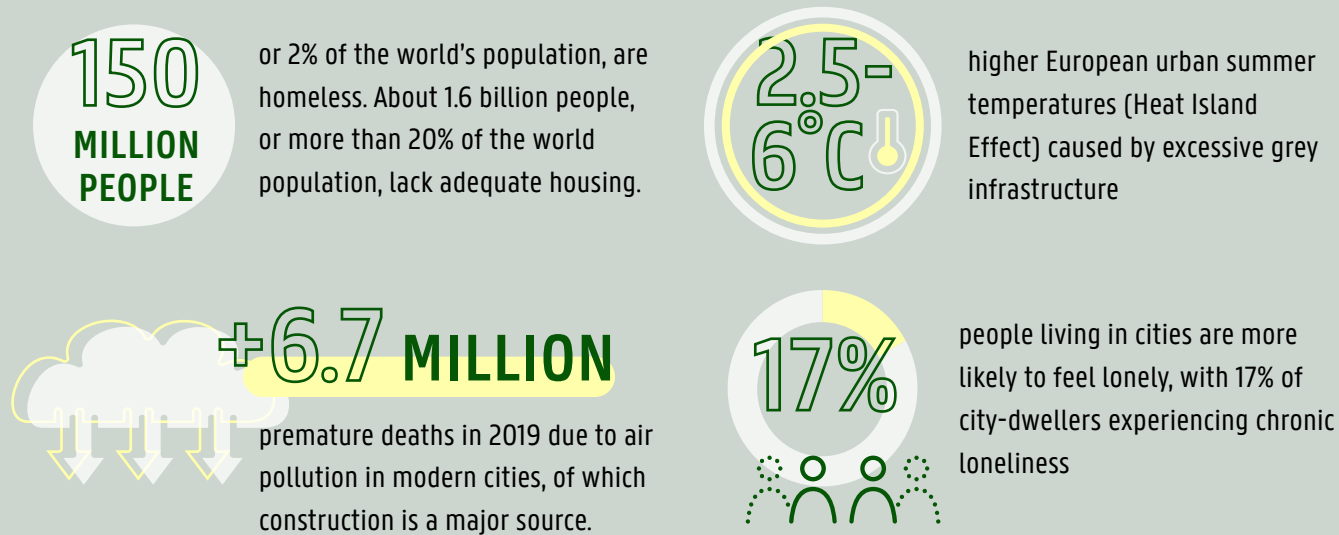 150
MILLION
PEOPLE
or 2% of the world’s population, are
homeless. About 1.6 billion people,
or more than 20% of the world
population, lack adequate housing.
2.5-
6°C
higher European urban summer
temperatures (Heat Island
Effect) caused by excessive grey
infrastructure
+6.7 MILLION
premature deaths in 2019 due to air
pollution in modern cities, of which
construction is a major source.
17%
people living in cities are more
likely to feel lonely, with 17% of
city-dwellers experiencing chronic
loneliness